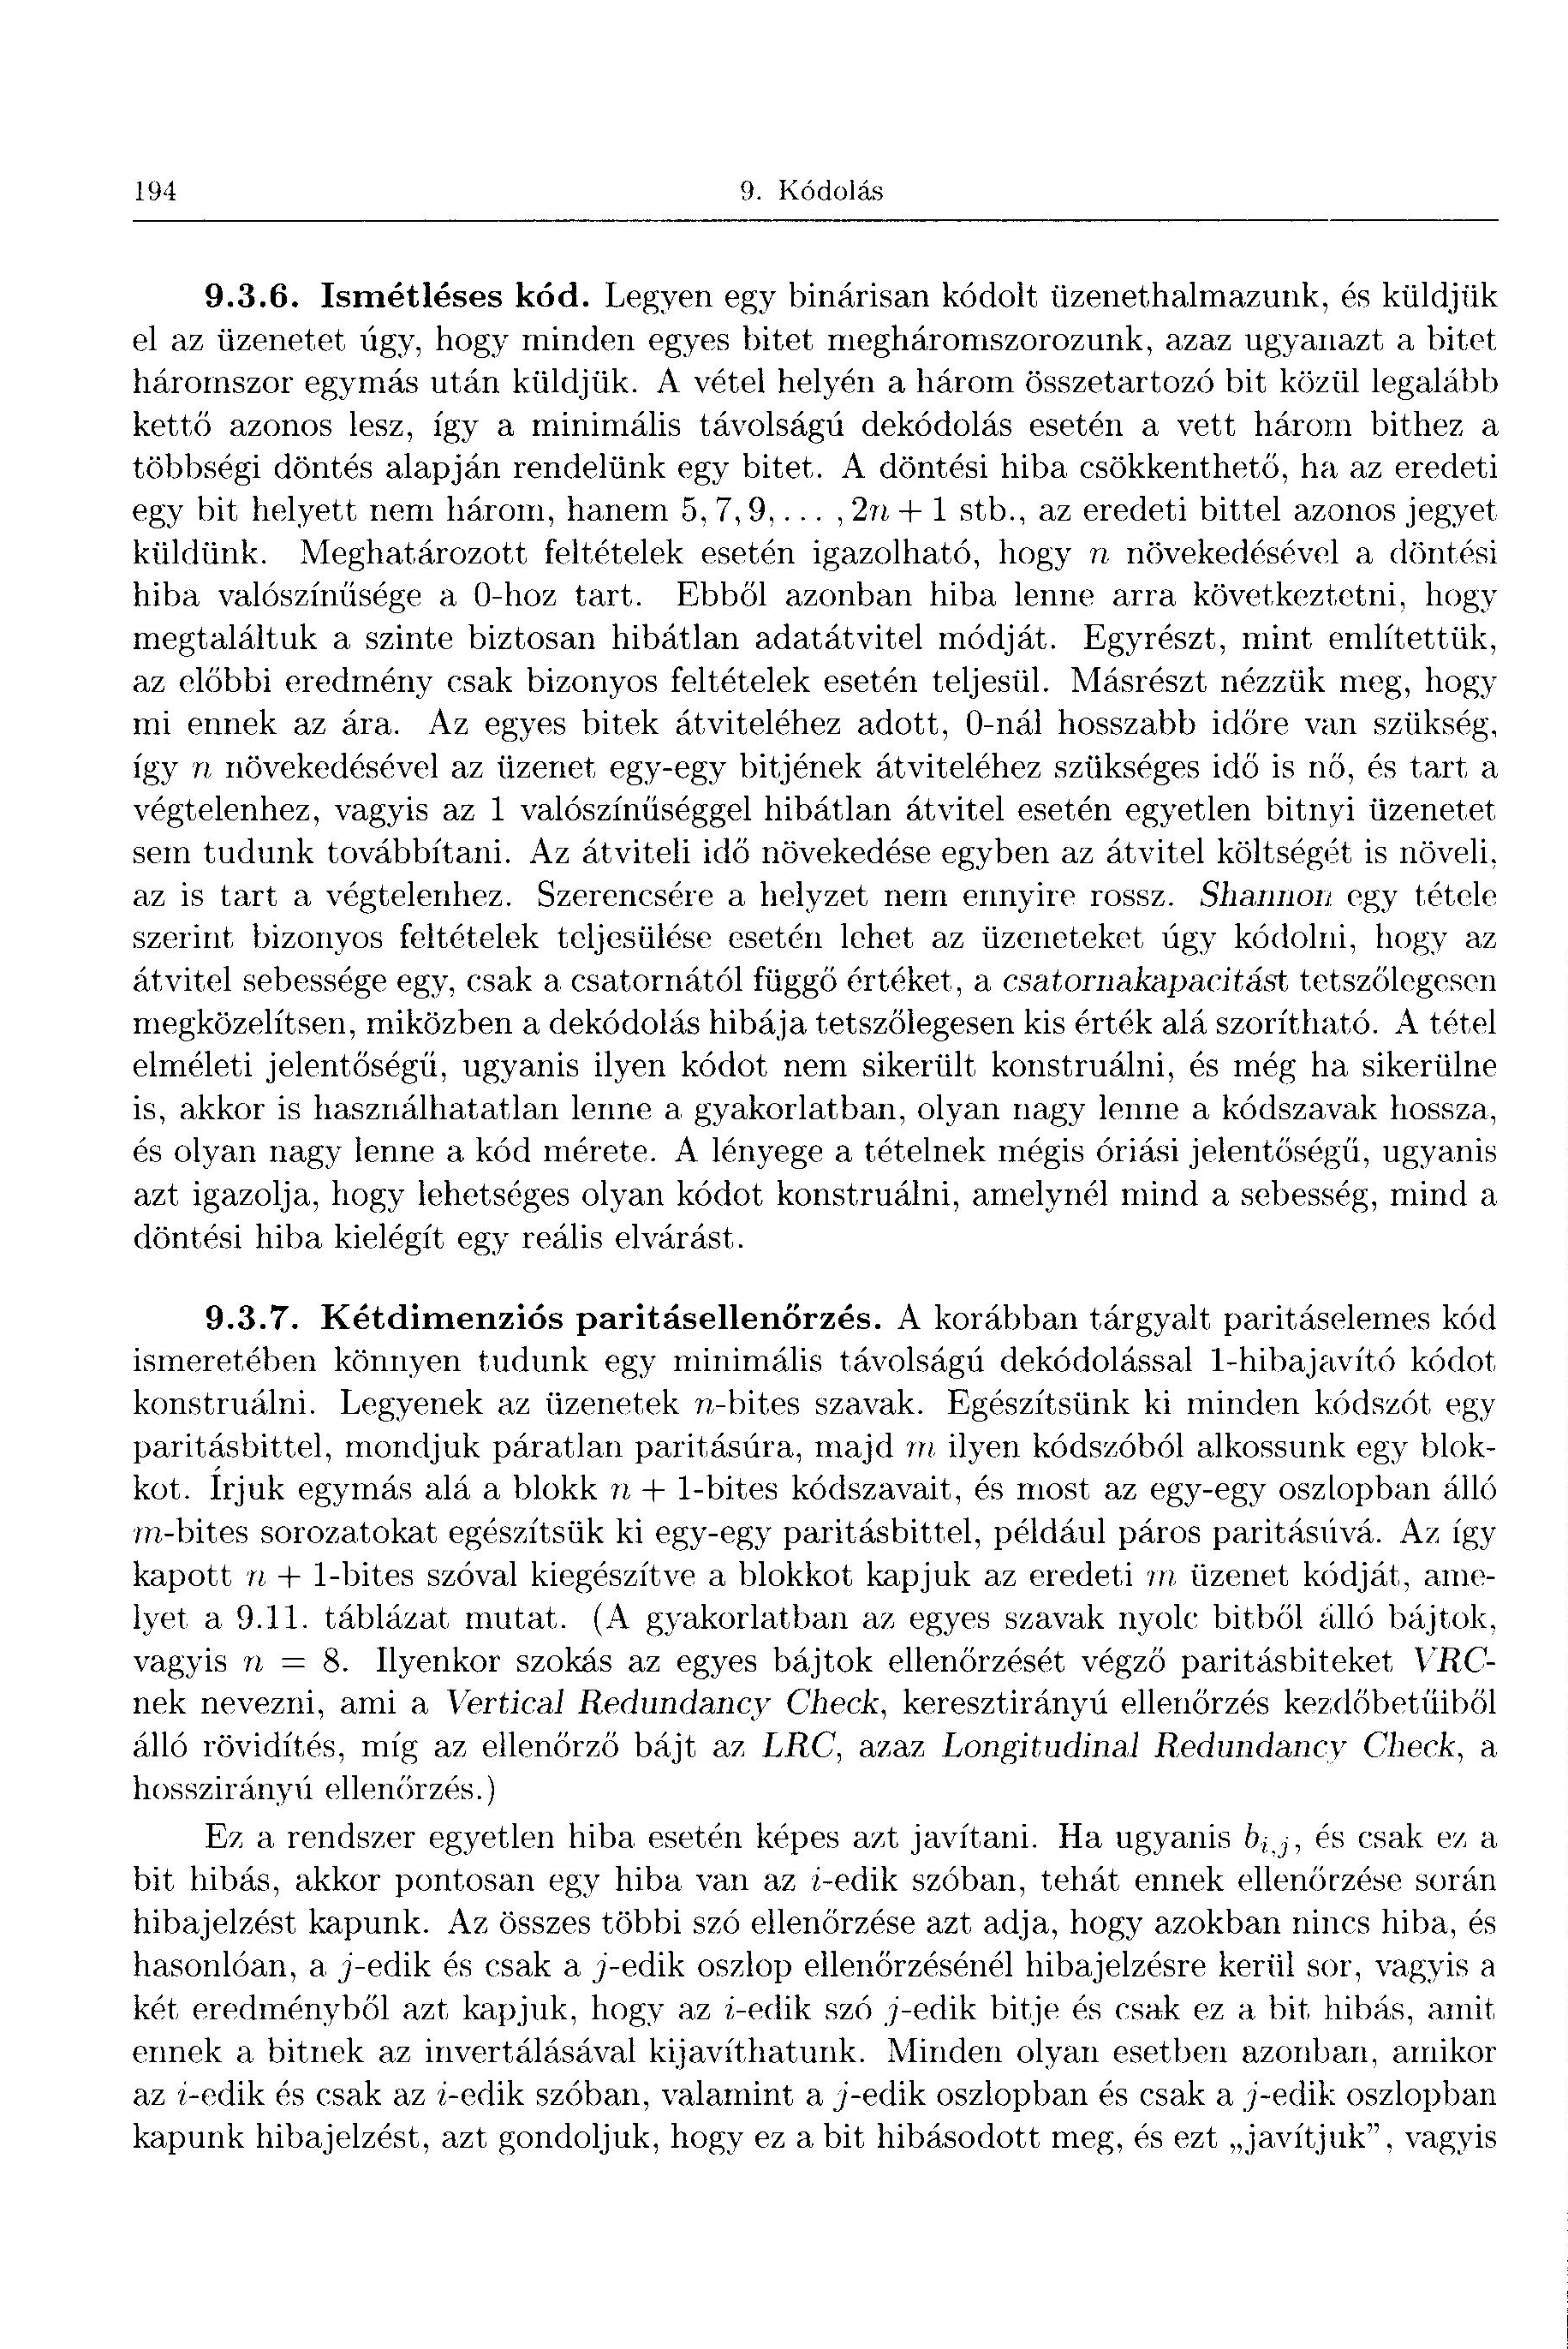 194
9. Kódolás
9.3.6. Ismétléses kód. Legyen egy binárisan kódolt üzenethalmazunk, és küldjük
el az üzenetet úgy, hogy minden egyes bitet megháromszorozunk, azaz ugyanazt a bitet
háromszor egymás után küldjük. A vétel helyén a három összetartozó bit közül legalább
kettő azonos lesz, így a minimális távolságú dekódolás esetén a vett három bithez a
többségi döntés alapján rendelünk egy bitet. A döntési hiba csökkenthető, ha az eredeti
egy bit helyett nem három, hanem 5, 7, 9, ... , 2n + 1 stb., az eredeti bittel azonos jegyet
küldünk. Meghatározott feltételek esetén igazolható, hogy n növekedésével a döntési
hiba valószínűsége a 0-hoz tart. Ebből azonban hiba lenne arra következtetni, hogy
megtaláltuk a szinte biztosan hibátlan adatátvitel módját. Egyrészt, mint említettük,
az előbbi eredmény csak bizonyos feltételek esetén teljesül. Másrészt nézzük meg, hogy
mi ennek az ára. Az egyes bitek átviteléhez adott, 0-nál hosszabb időre van szükség,
így n növekedésével az üzenet egy-egy bitjének átviteléhez szükséges idő is nő, és tart a
végtelenhez, vagyis az 1 valószínűséggel hibátlan átvitel esetén egyetlen bitnyi üzenetet
sem tudunk továbbítani. Az átviteli idő növekedése egyben az átvitel költségét is növeli,
az is tart a végtelenhez. Szerencsére a helyzet nem ennyire rossz. Shannon egy tétele
szerint bizonyos feltételek teljesülése esetén lehet az üzeneteket úgy kódolni, hogy az
átvitel sebessége egy, csak a csatornától függő értéket, a csatornakapacitást tetszőlegesen
megközelítsen, miközben a dekódolás hibája tetszőlegesen kis érték alá szorítható. A tétel
elméleti jelentőségű, ugyanis ilyen kódot nem sikerült konstruálni, és még ha sikerülne
is, akkor is használhatatlan lenne a gyakorlatban, olyan nagy lenne a kódszavak hossza,
és olyan nagy lenne a kód mérete. A lényege a tételnek mégis óriási jelentőségű, ugyanis
azt igazolja, hogy lehetséges olyan kódot konstruálni, amelynél mind a sebesség, mind a
döntési hiba kielégít egy reális elvárást.
9.3.7. Kétdimenziós paritásellenőrzés. A korábban tárgyalt paritáselemes kód
ismeretében könnyen tudunk egy minimális távolságú dekódolással 1-hibajavító kódot
konstruálni. Legyenek az üzenetek n-bites szavak. Egészítsünk ki minden kódszót egy
paritásbittel, mondjuk páratlan paritásúra, majd m ilyen kódszóból alkossunk egy blok-
kot. Írjuk egymás alá a blokk n + 1-bites kódszavait, és most az egy-egy oszlopban álló
m-bites sorozatokat egészítsük ki egy-egy paritásbittel, például páros paritásúvá. Az így
kapott n + 1-bites szóval kiegészítve a blokkot kapjuk az eredeti m üzenet kódját, ame-
lyet a 9.11. táblázat mutat. (A gyakorlatban az egyes szavak nyolc bitből álló bájtok,
vagyis n = 8. Ilyenkor szokás az egyes bájtok ellenőrzését végző paritásbiteket VRC-
nek nevezni, ami a Vertical Redundancy Check, keresztirányú ellenőrzés kezdőbetűiből
álló rövidítés, míg az ellenőrző bájt az LRC, azaz Longitudinal Redundancy Check, a
hosszirányú ellenőrzés.)
Ez a rendszer egyetlen hiba esetén képes azt javítani. Ha ugyanis b_{i,j}, és csak ez a
bit hibás, akkor pontosan egy hiba van az i-edik szóban, tehát ennek ellenőrzése során
hibajelzést kapunk. Az összes többi szó ellenőrzése azt adja, hogy azokban nincs hiba, és
hasonlóan, a j-edik és csak a j-edik oszlop ellenőrzésénél hibajelzésre kerül sor, vagyis a
két eredményből azt kapjuk, hogy az i-edik szó j-edik bitje és csak ez a bit hibás, amit
ennek a bitnek az invertálásával kijavíthatunk. Minden olyan esetben azonban, amikor
az i-edik és csak az i-edik szóban, valamint a j-edik oszlopban és csak a j-edik oszlopban
kapunk hibajelzést, azt gondoljuk, hogy ez a bit hibásodott meg, és ezt „javítjuk”, vagyis